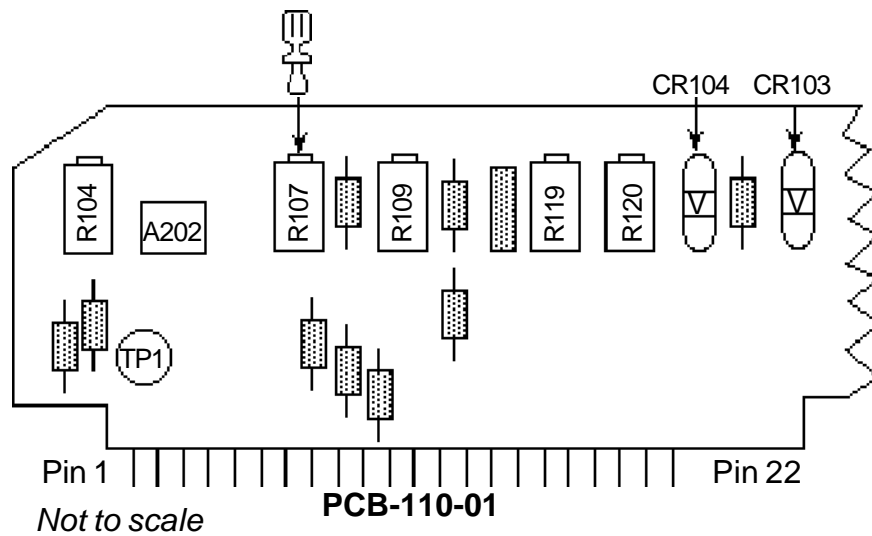 CR104 CR103
R104
A202
R107
R109
R119
R120
V
V
TP1
Pin 1 Pin 22
PCB-110-01
Not to scale